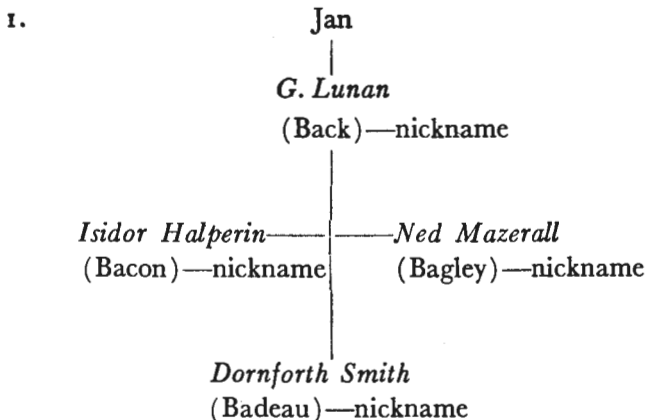 1. Jan
G. Lunan
(Back)—nickname
Isidor Halperin Ned Mazerall
(Bacon)—nickname (Bagley)—nickname
Dornforth Smith
(Badeau)—nickname